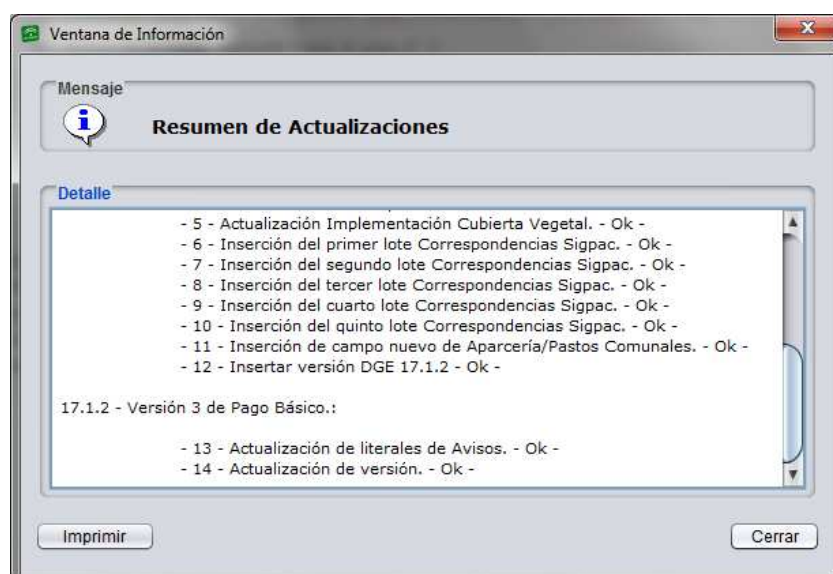 Ventana de Información
Mensaje
Resumen de Actualizaciones
Detalle
- 5 - Actualización Implementación Cubierta Vegetal. - Ok -
- 6 - Inserción del primer lote Correspondencias Sigpac. - Ok -
- 7 - Inserción del segundo lote Correspondencias Sigpac. - Ok -
- 8 - Inserción del tercer lote Correspondencias Sigpac. - Ok -
- 9 - Inserción del cuarto lote Correspondencias Sigpac. - Ok -
- 10 - Inserción del quinto lote Correspondencias Sigpac. - Ok -
- 11 - Inserción de campo nuevo de Aparcería/Pastos Comunales. - Ok -
- 12 - Insertar versión DGE 17.1.2 - Ok -
17.1.2 - Versión 3 de Pago Básico.:
- 13 - Actualización de literales de Avisos. - Ok -
- 14 - Actualización de versión. - Ok -
Imprimir
Cerrar